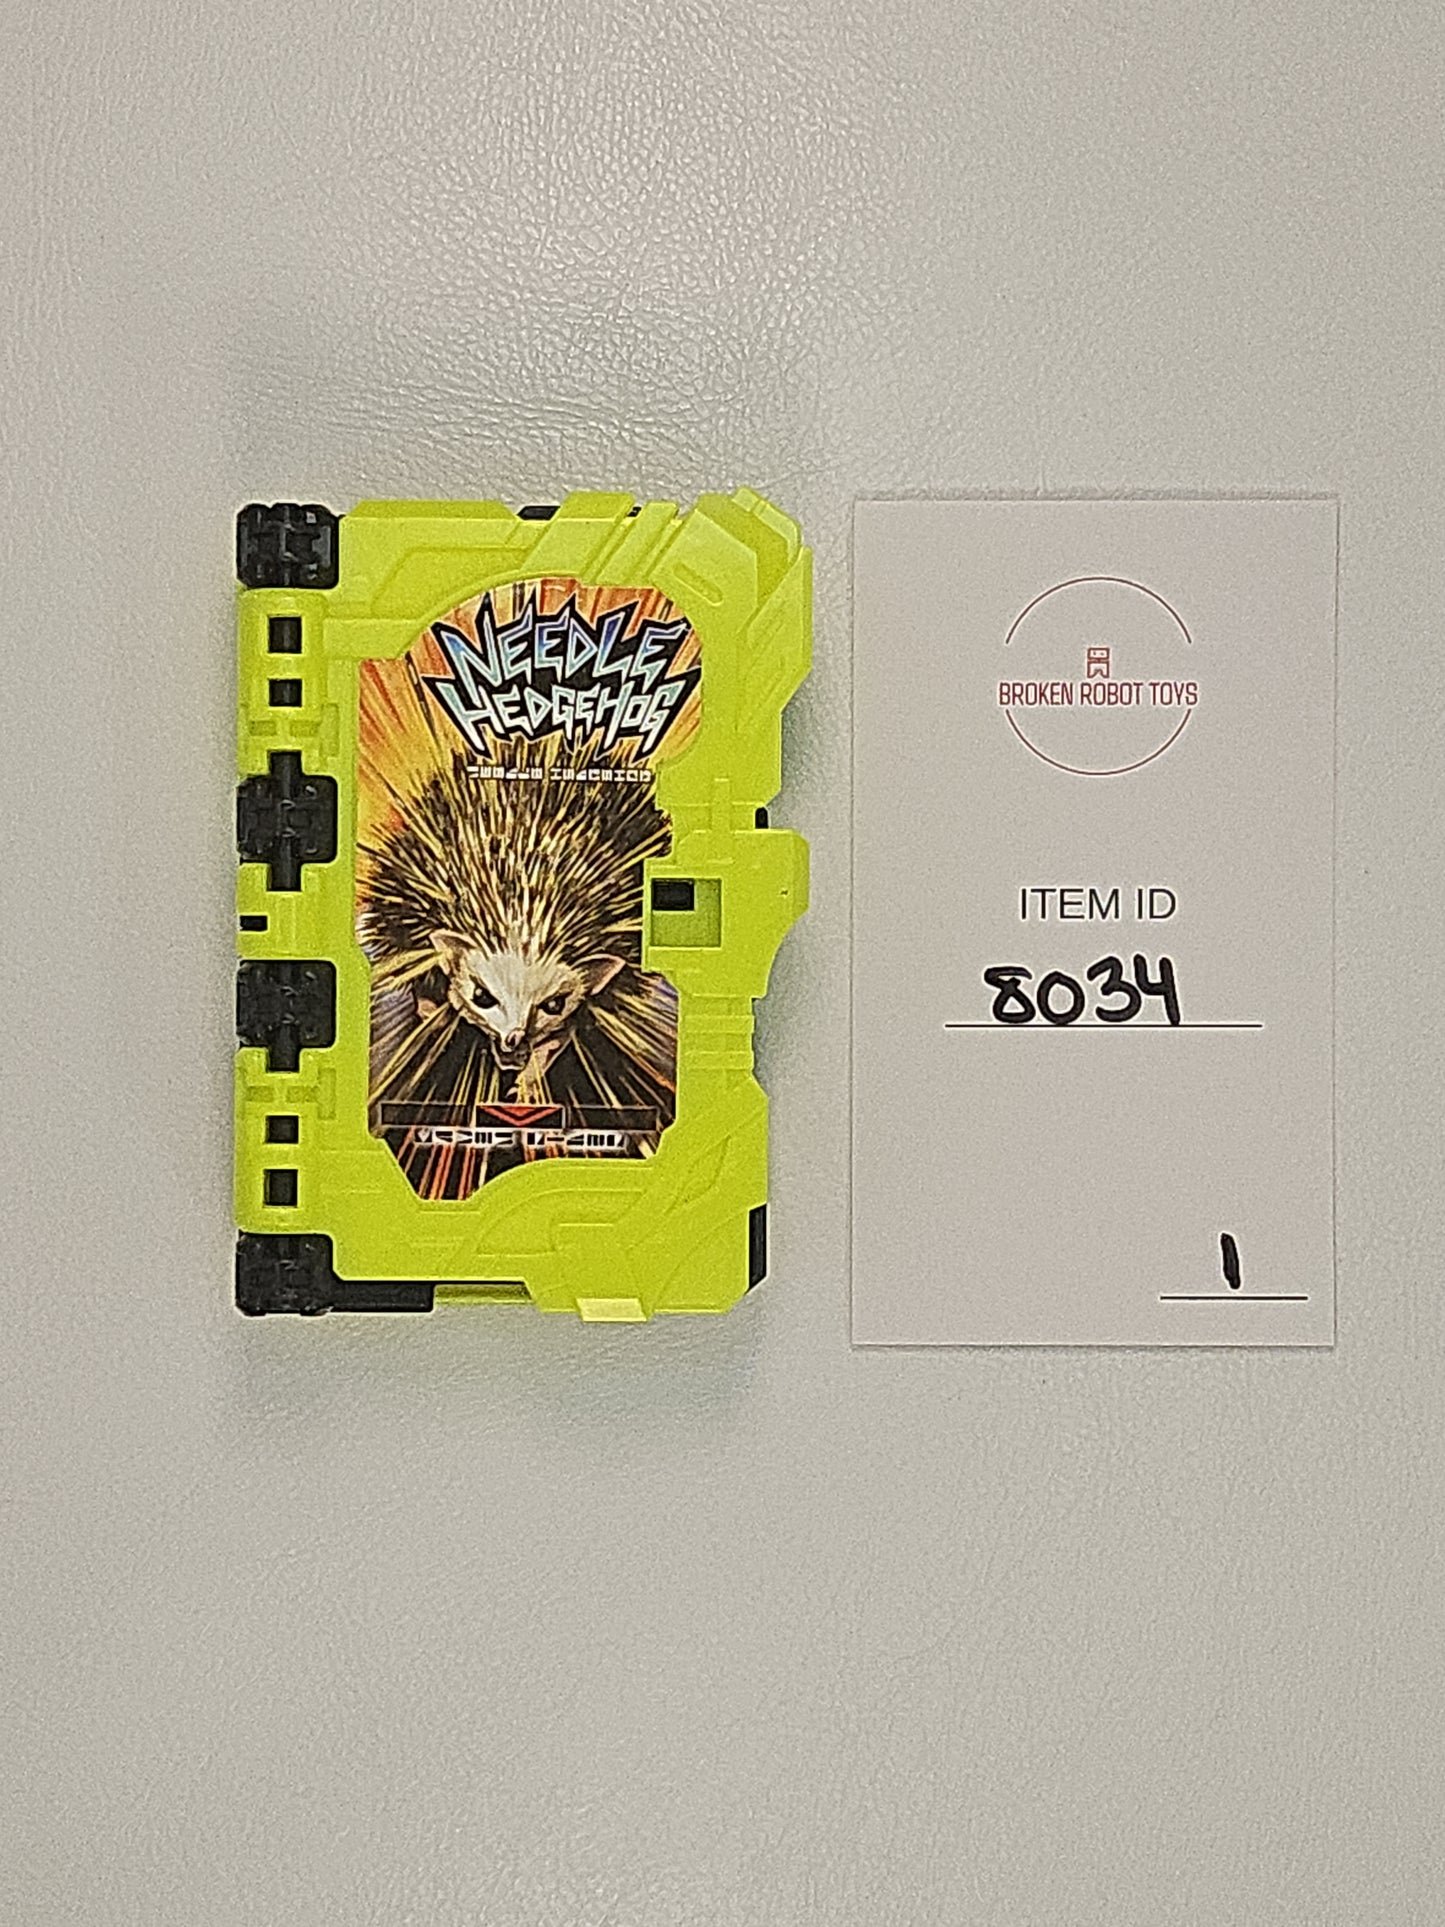 NEEDLE
HEDGEHOG
BROKEN ROBOT TOYS
ITEM ID
8034
1